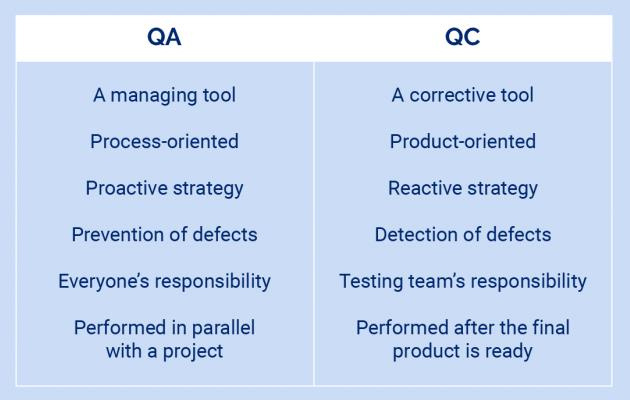 QA
QC
A managing tool
A corrective tool
Process-oriented
Product-oriented
Proactive strategy
Reactive strategy
Prevention of defects
Detection of defects
Everyone’s responsibility
Testing team’s responsibility
Performed in parallel
with a project
Performed after the final
product is ready